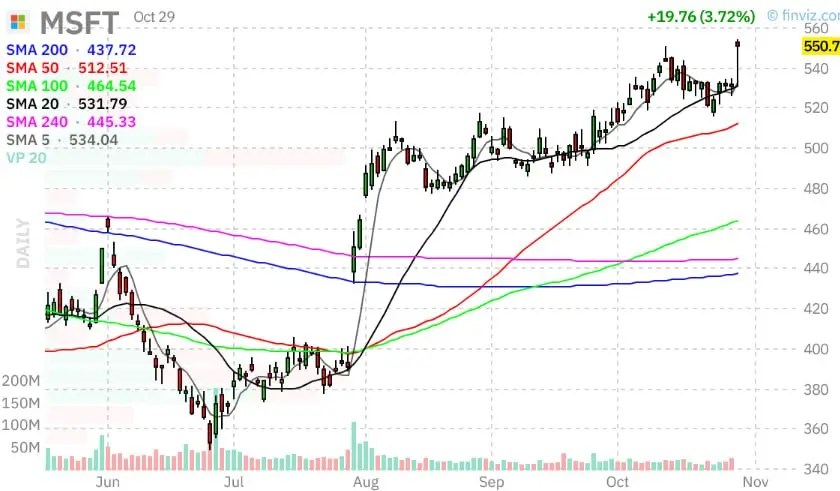 MSFT Oct 29
+19.76 (3.72%) © finviz.com
SMA 200 · 437.72
SMA 50 · 512.51
SMA 100 · 464.54
SMA 20 · 531.79
SMA 240 · 445.33
SMA 5 · 534.04
VP 20
DAILY
560
550.7
540
520
500
480
460
440
420
400
380
360
340
200M
150M
100M
50M
Jun Jul Aug Sep Oct Nov